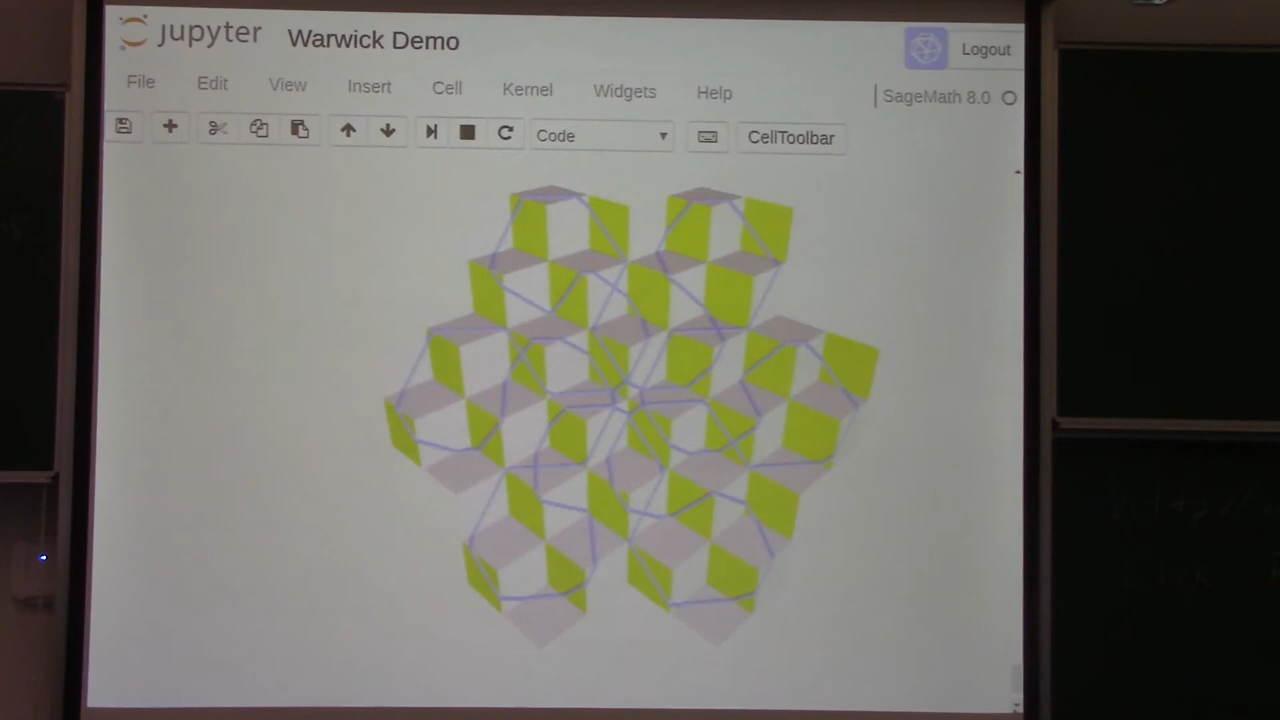 jupyter Warwick Demo Logout
File Edit View Insert Cell Kernel Widgets Help SageMath 8.0
Code CellToolbar